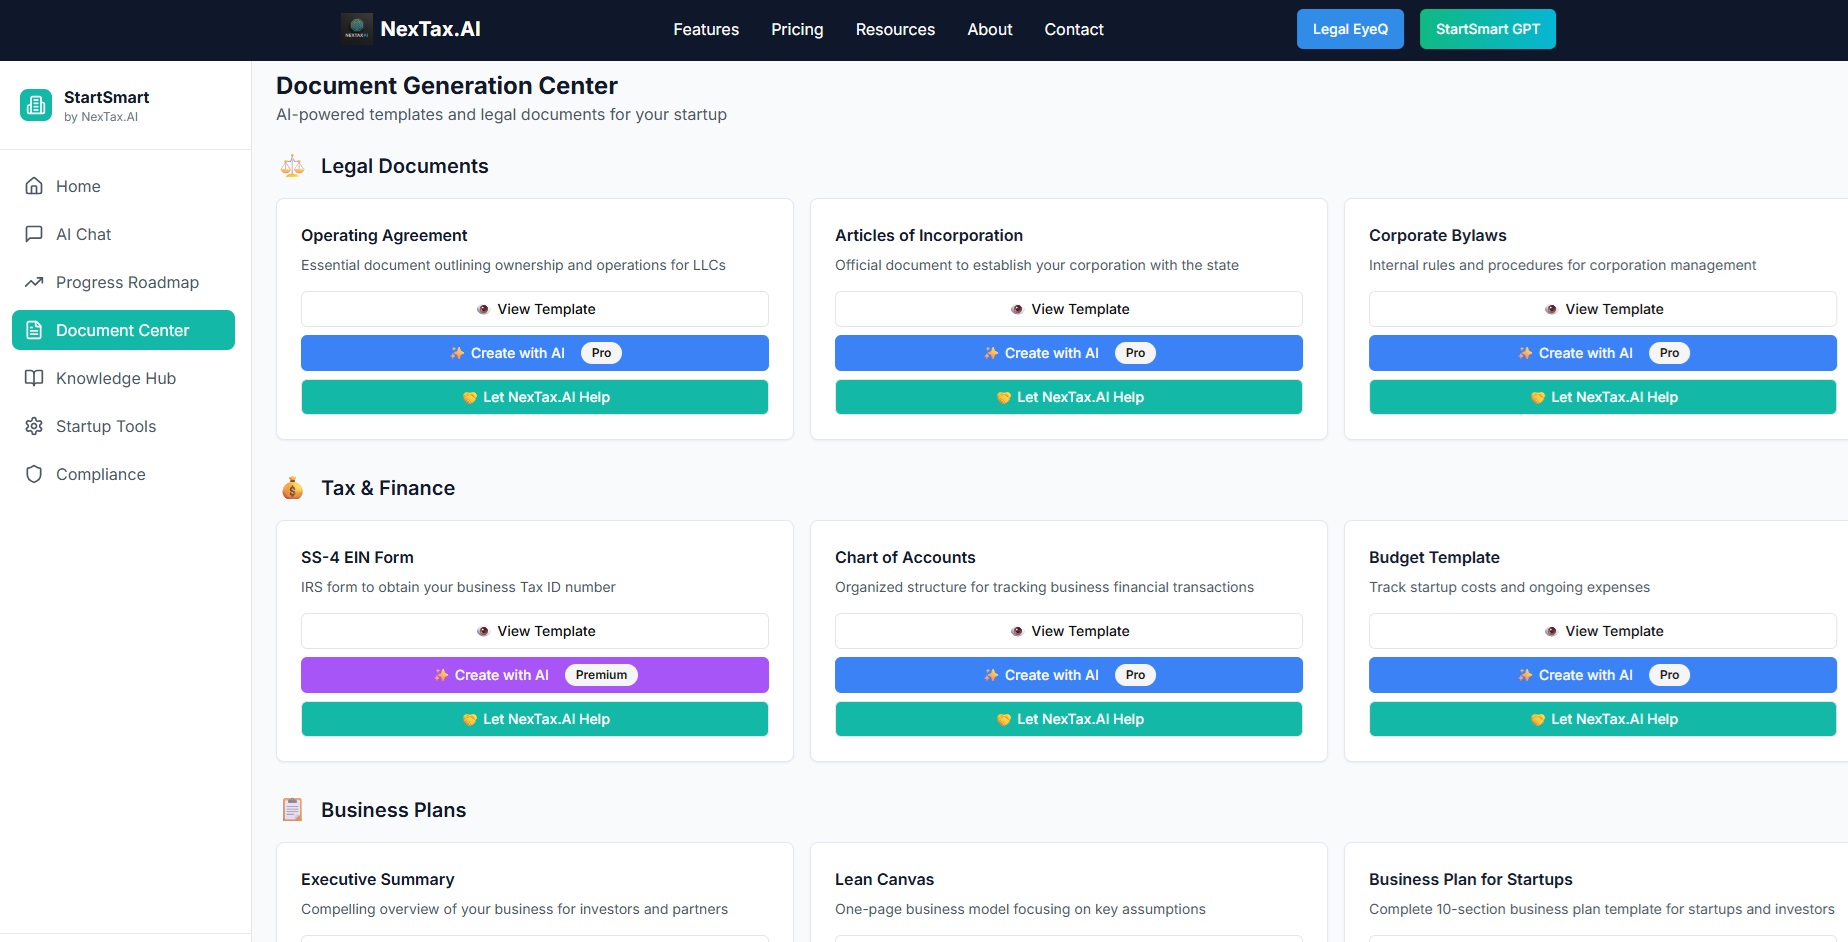 NexTax.AI
Features
Pricing
Resources
About
Contact
Legal EyeQ
StartSmart GPT
StartSmart
by NexTax.AI
Home
AI Chat
Progress Roadmap
Document Center
Knowledge Hub
Startup Tools
Compliance
Document Generation Center
AI-powered templates and legal documents for your startup
Legal Documents
Operating Agreement
Essential document outlining ownership and operations for LLCs
View Template
Create with AI Pro
Let NexTax.AI Help
Articles of Incorporation
Official document to establish your corporation with the state
View Template
Create with AI Pro
Let NexTax.AI Help
Corporate Bylaws
Internal rules and procedures for corporation management
View Template
Create with AI Pro
Let NexTax.AI Help
Tax & Finance
SS-4 EIN Form
IRS form to obtain your business Tax ID number
View Template
Create with AI Premium
Let NexTax.AI Help
Chart of Accounts
Organized structure for tracking business financial transactions
View Template
Create with AI Pro
Let NexTax.AI Help
Budget Template
Track startup costs and ongoing expenses
View Template
Create with AI Pro
Let NexTax.AI Help
Business Plans
Executive Summary
Compelling overview of your business for investors and partners
Lean Canvas
One-page business model focusing on key assumptions
Business Plan for Startups
Complete 10-section business plan template for startups and investors